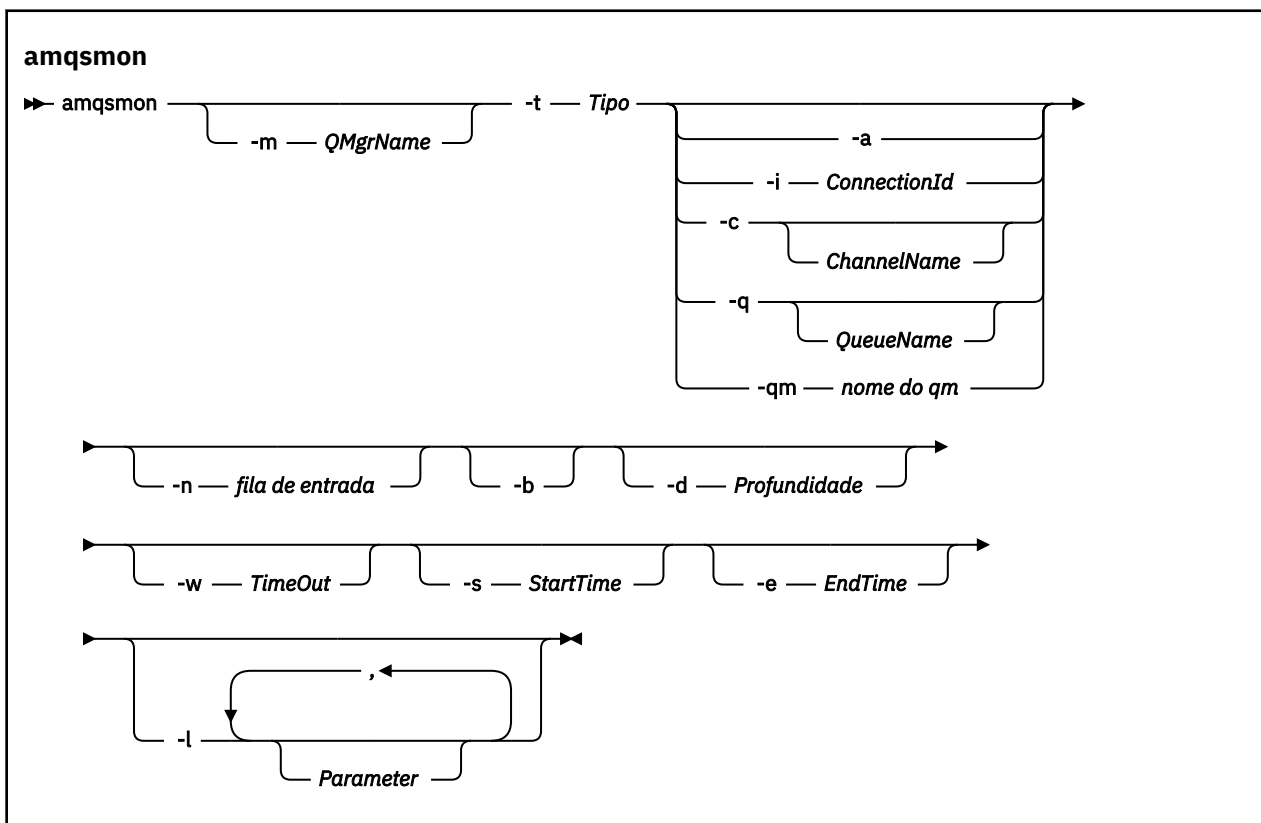 amqsmon
amqsmon -t Tipo
-m QMgrName
-a
-i ConnectionId
-c
ChannelName
-q
QueueName
-qm nome do qm
-n fila de entrada -b -d Profundidade
-w TimeOut -s StartTime -e EndTime
,
-l
Parameter